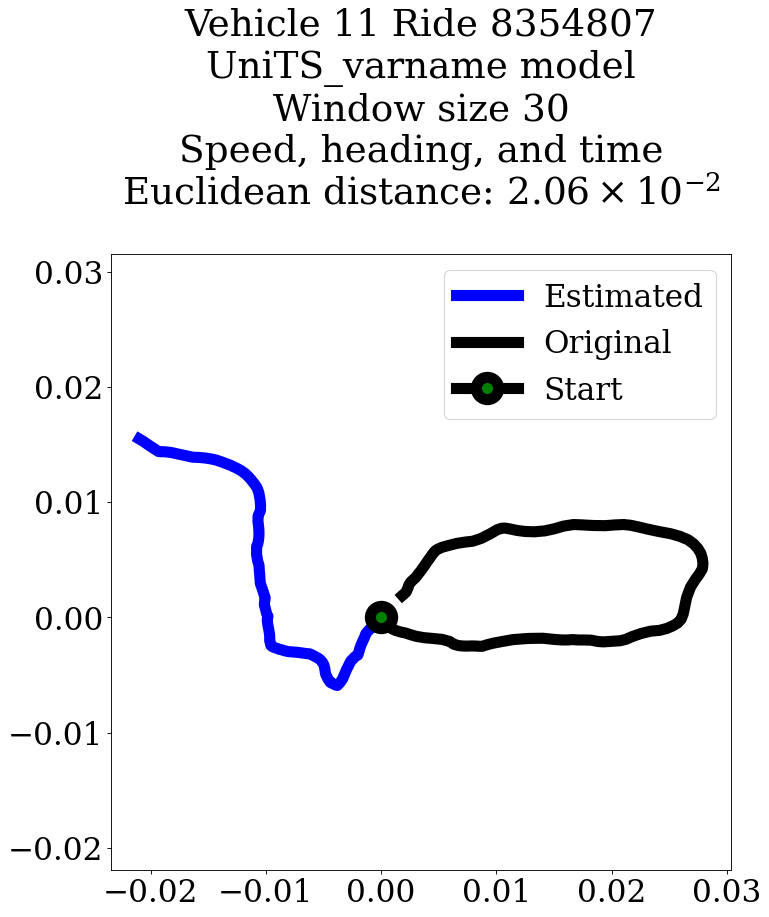 Vehicle 11 Ride 8354807
UniTS_varname model
Window size 30
Speed, heading, and time
Euclidean distance: 2.06 × 10⁻²
Estimated
Original
Start
0.03
0.02
0.01
0.00
−0.01
−0.02
−0.02 −0.01 0.00 0.01 0.02 0.03